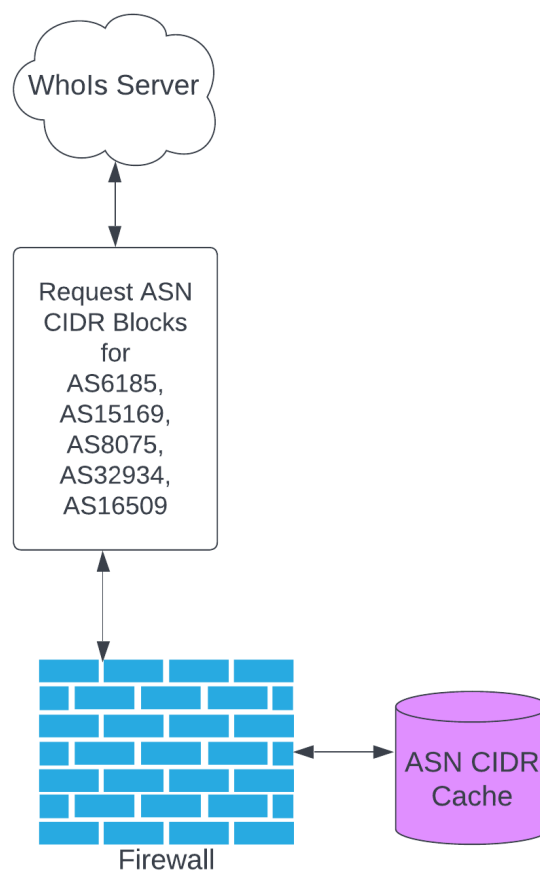 WhoIs Server
Request ASN
CIDR Blocks
for
AS6185,
AS15169,
AS8075,
AS32934,
AS16509
ASN CIDR
Cache
Firewall